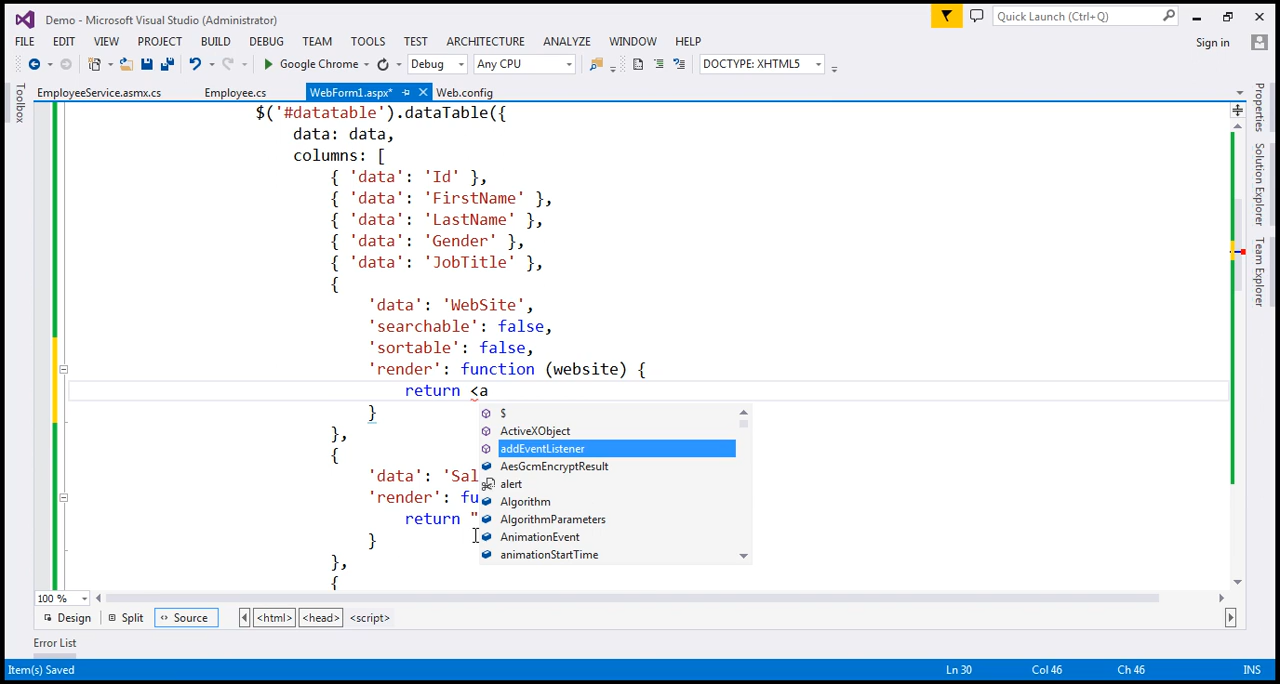 Demo - Microsoft Visual Studio (Administrator)
Quick Launch (Ctrl+Q)
FILE EDIT VIEW PROJECT BUILD DEBUG TEAM TOOLS TEST ARCHITECTURE ANALYZE WINDOW HELP
Sign in
Google Chrome Debug Any CPU DOCTYPE: XHTML5
Toolbox
EmployeeService.asmx.cs Employee.cs WebForm1.aspx* Web.config
Properties
Solution Explorer
Team Explorer
$('#datatable').dataTable({
data: data,
columns: [
{ 'data': 'Id' },
{ 'data': 'FirstName' },
{ 'data': 'LastName' },
{ 'data': 'Gender' },
{ 'data': 'JobTitle' },
{
'data': 'WebSite',
'searchable': false,
'sortable': false,
'render': function (website) {
return <a
}
},
{
'data': 'Sal
'render': fu
return "
}
},
{
$
ActiveXObject
addEventListener
AesGcmEncryptResult
alert
Algorithm
AlgorithmParameters
AnimationEvent
animationStartTime
100 %
Design Split Source <html> <head> <script>
Error List
Item(s) Saved Ln 30 Col 46 Ch 46 INS